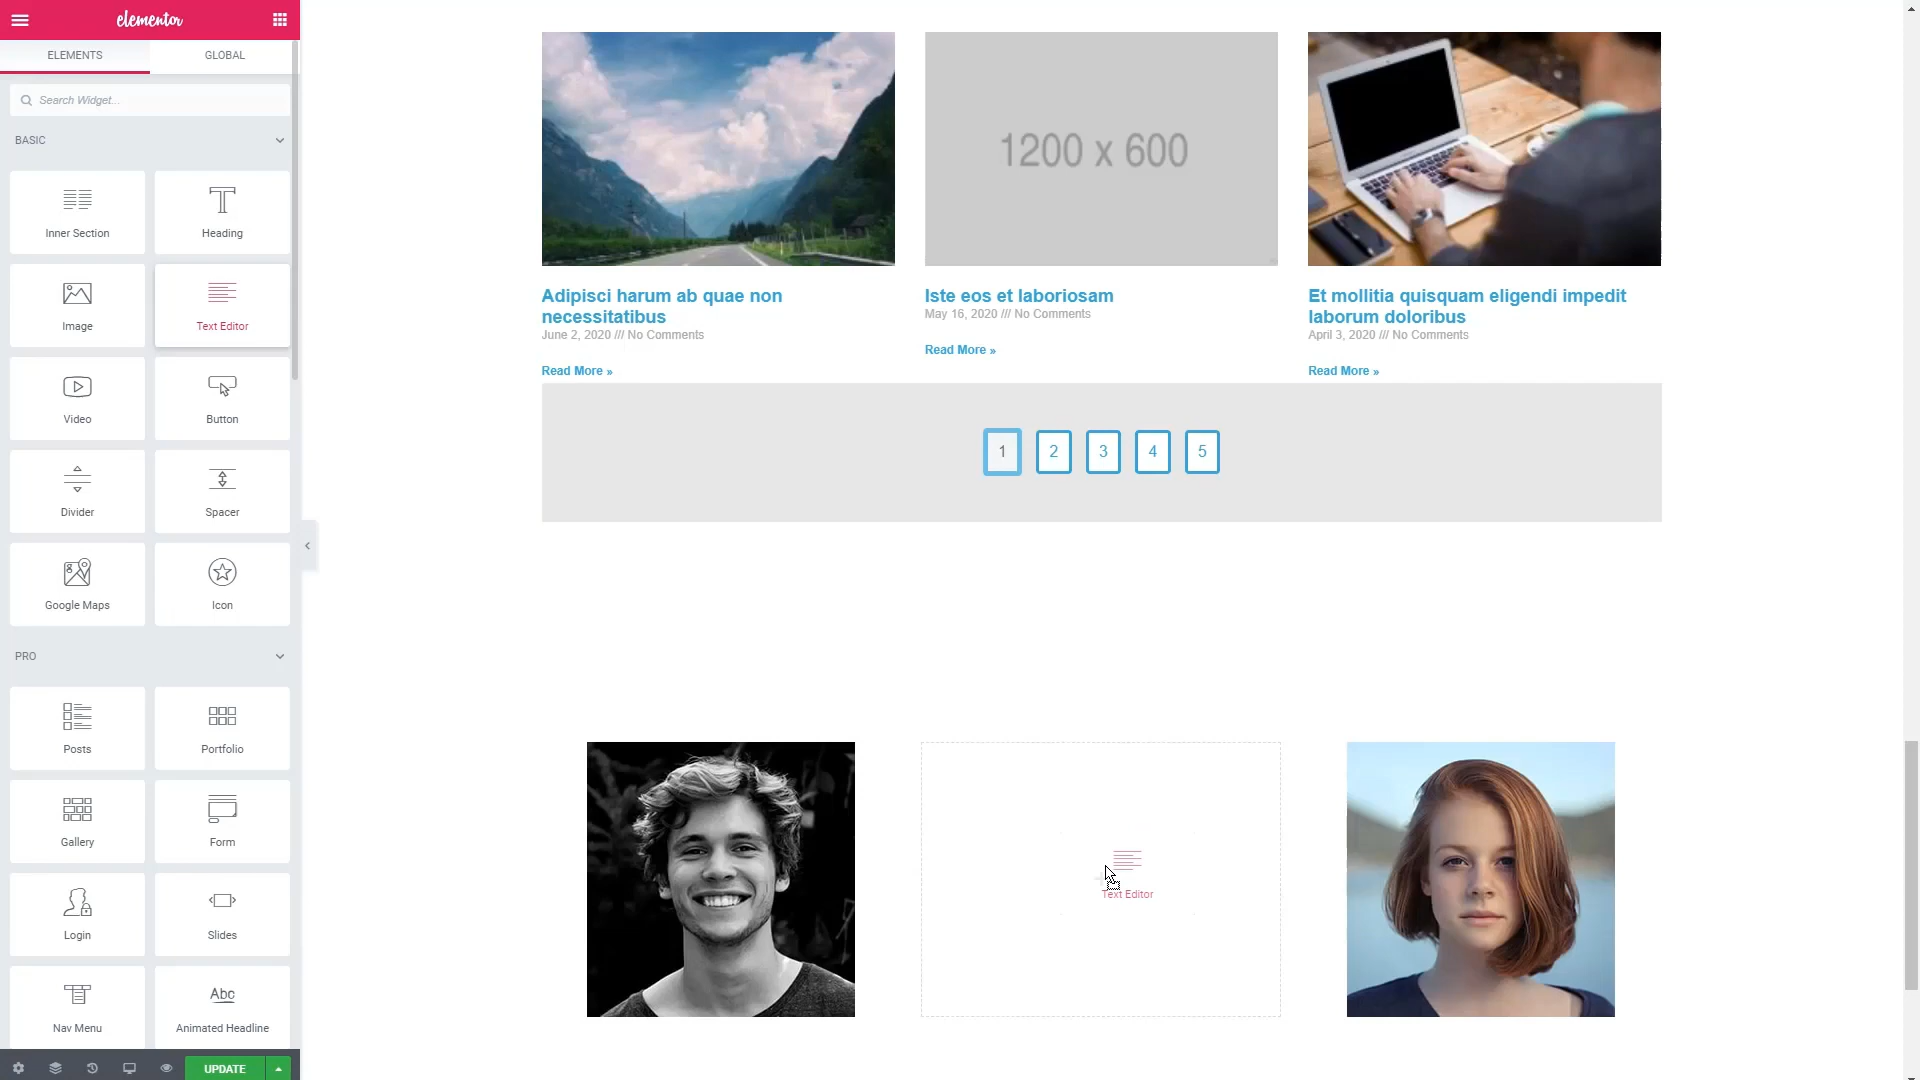 elementor
ELEMENTS
GLOBAL
Search Widget...
BASIC
Inner Section
Heading
Image
Text Editor
Video
Button
Divider
Spacer
Google Maps
Icon
PRO
Posts
Portfolio
Gallery
Form
Login
Slides
Abc
Nav Menu
Animated Headline
UPDATE
1200 x 600
Adipisci harum ab quae non
necessitatibus
June 2, 2020 /// No Comments
Read More »
Iste eos et laboriosam
May 16, 2020 /// No Comments
Read More »
Et mollitia quisquam eligendi impedit
laborum doloribus
April 3, 2020 /// No Comments
Read More »
1 2 3 4 5
Text Editor